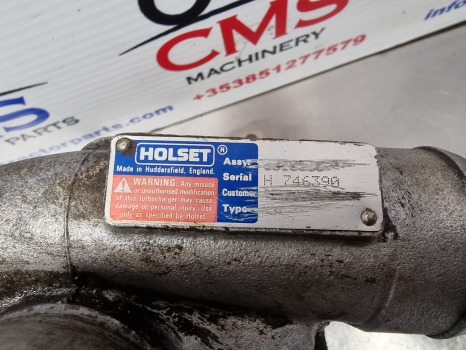 CMS
MACHINERY
+353851277579
PARTS
HOLSET®
Made in Huddersfield, England.
WARNING: Any misuse
or unauthorised modification
of this turbocharger may cause
damage or personal injury. Use
only as specified by Holset
Assy.
Serial H 746390
Customer
Type